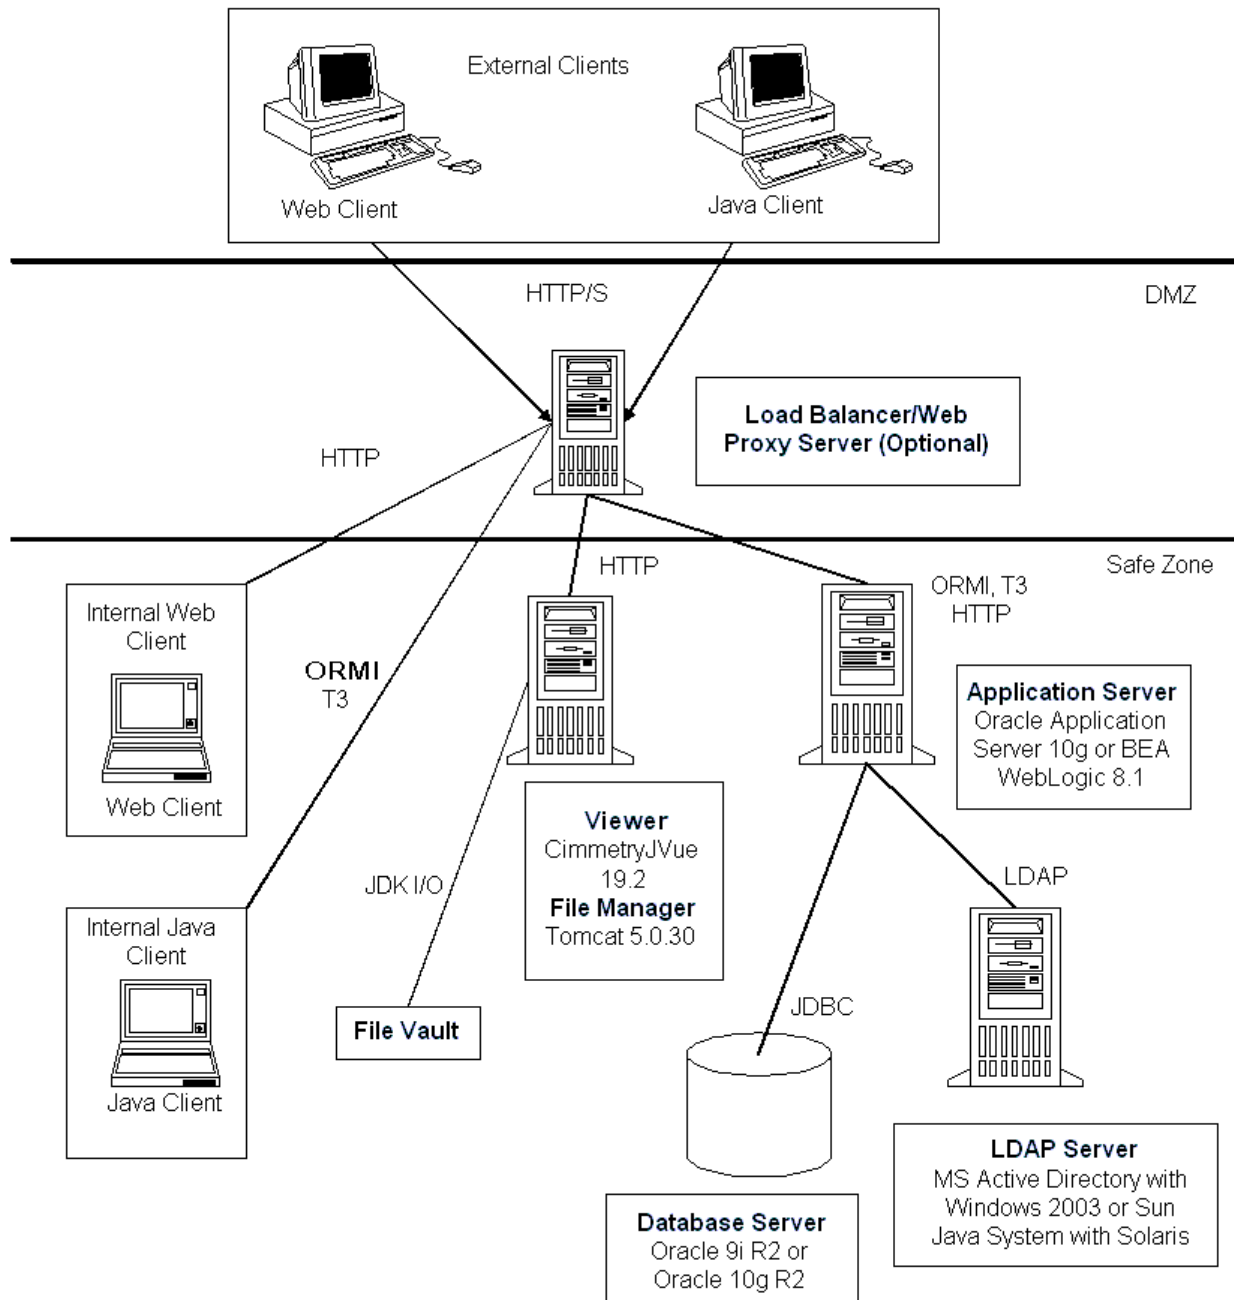 External Clients
Web Client
Java Client
HTTP/S
DMZ
Load Balancer/Web
Proxy Server (Optional)
HTTP
HTTP
Safe Zone
ORMI, T3
HTTP
Internal Web
Client
Web Client
ORMI
T3
Application Server
Oracle Application
Server 10g or BEA
WebLogic 8.1
Viewer
CimmetryJVue
19.2
File Manager
Tomcat 5.0.30
JDK I/O
LDAP
Internal Java
Client
Java Client
File Vault
JDBC
LDAP Server
MS Active Directory with
Windows 2003 or Sun
Java System with Solaris
Database Server
Oracle 9i R2 or
Oracle 10g R2